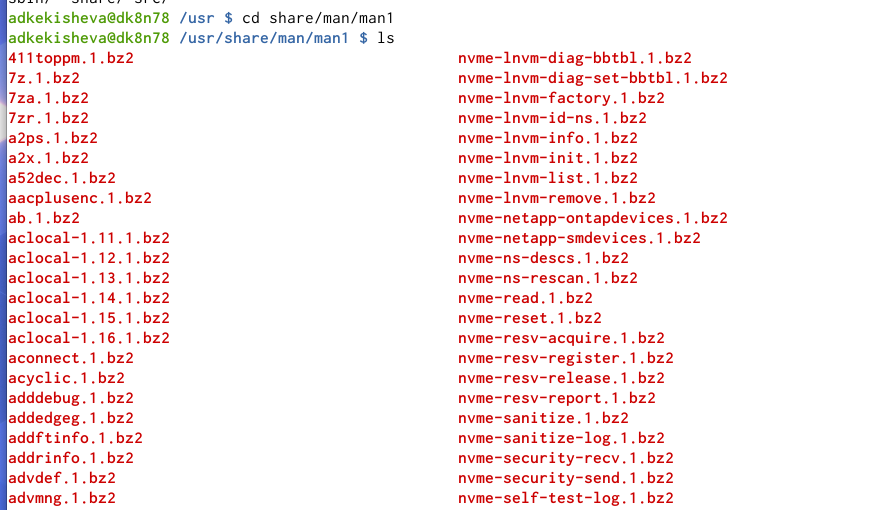 sbin/ share/ src/
adkekisheva@dk8n78 /usr $ cd share/man/man1
adkekisheva@dk8n78 /usr/share/man/man1 $ ls
411toppm.1.bz2 nvme-lnvm-diag-bbtbl.1.bz2
7z.1.bz2 nvme-lnvm-diag-set-bbtbl.1.bz2
7za.1.bz2 nvme-lnvm-factory.1.bz2
7zr.1.bz2 nvme-lnvm-id-ns.1.bz2
a2ps.1.bz2 nvme-lnvm-info.1.bz2
a2x.1.bz2 nvme-lnvm-init.1.bz2
a52dec.1.bz2 nvme-lnvm-list.1.bz2
aacplusenc.1.bz2 nvme-lnvm-remove.1.bz2
ab.1.bz2 nvme-netapp-ontapdevices.1.bz2
aclocal-1.11.1.bz2 nvme-netapp-smdevices.1.bz2
aclocal-1.12.1.bz2 nvme-ns-descs.1.bz2
aclocal-1.13.1.bz2 nvme-ns-rescan.1.bz2
aclocal-1.14.1.bz2 nvme-read.1.bz2
aclocal-1.15.1.bz2 nvme-reset.1.bz2
aclocal-1.16.1.bz2 nvme-resv-acquire.1.bz2
aconnect.1.bz2 nvme-resv-register.1.bz2
acyclic.1.bz2 nvme-resv-release.1.bz2
adddebug.1.bz2 nvme-resv-report.1.bz2
addedgeg.1.bz2 nvme-sanitize.1.bz2
addftinfo.1.bz2 nvme-sanitize-log.1.bz2
addrinfo.1.bz2 nvme-security-recv.1.bz2
advdef.1.bz2 nvme-security-send.1.bz2
advmng.1.bz2 nvme-self-test-log.1.bz2